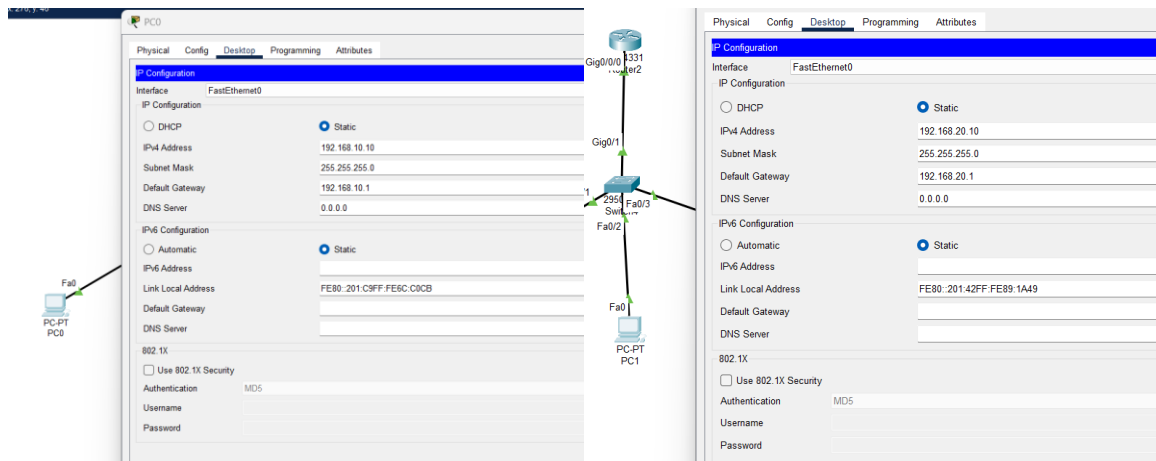 PC0
Physical Config Desktop Programming Attributes
IP Configuration
Interface FastEthernet0
IP Configuration
DHCP Static
IPv4 Address 192.168.10.10
Subnet Mask 255.255.255.0
Default Gateway 192.168.10.1
DNS Server 0.0.0.0
IPv6 Configuration
Automatic Static
IPv6 Address
Link Local Address FE80::201:C9FF:FE6C:C0CB
Default Gateway
DNS Server
802.1X
Use 802.1X Security
Authentication MD5
Username
Password
Fa0
PC-PT
PC0
4331
Gig0/0/0
Gig0/1
Fa0/3
Fa0/2
Fa0
PC-PT
PC1
Physical Config Desktop Programming Attributes
IP Configuration
Interface FastEthernet0
IP Configuration
DHCP Static
IPv4 Address 192.168.20.10
Subnet Mask 255.255.255.0
Default Gateway 192.168.20.1
DNS Server 0.0.0.0
IPv6 Configuration
Automatic Static
IPv6 Address
Link Local Address FE80::201:42FF:FE89:1A49
Default Gateway
DNS Server
802.1X
Use 802.1X Security
Authentication MD5
Username
Password